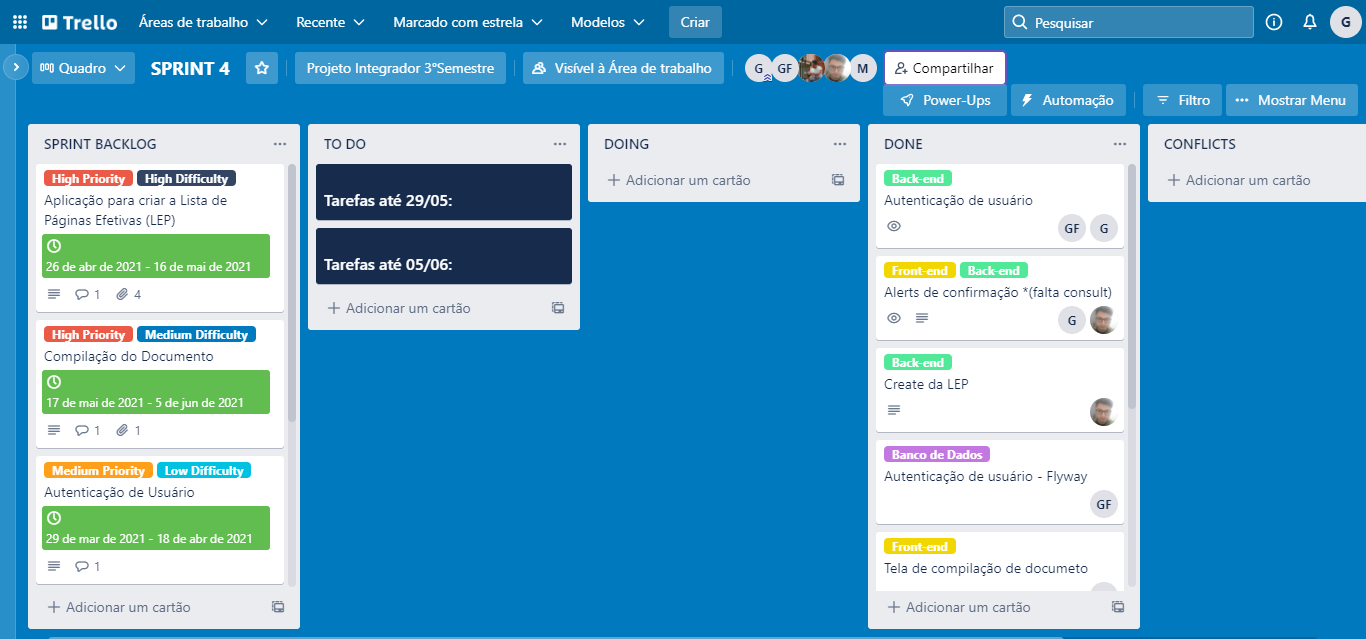 Trello Áreas de trabalho Recente Marcado com estrela Modelos Criar Pesquisar G
Quadro SPRINT 4 Projeto Integrador 3ºSemestre Visível à Área de trabalho G GF M Compartilhar
Power-Ups Automação Filtro Mostrar Menu
SPRINT BACKLOG
High Priority High Difficulty
Aplicação para criar a Lista de
Páginas Efetivas (LEP)
26 de abr de 2021 - 16 de mai de 2021
1 4
High Priority Medium Difficulty
Compilação do Documento
17 de mai de 2021 - 5 de jun de 2021
1 1
Medium Priority Low Difficulty
Autenticação de Usuário
29 de mar de 2021 - 18 de abr de 2021
1
+ Adicionar um cartão
TO DO
Tarefas até 29/05:
Tarefas até 05/06:
+ Adicionar um cartão
DOING
+ Adicionar um cartão
DONE
Back-end
Autenticação de usuário
GF G
Front-end Back-end
Alerts de confirmação *(falta consult)
G
Back-end
Create da LEP
Banco de Dados
Autenticação de usuário - Flyway
GF
Front-end
Tela de compilação de documeto
+ Adicionar um cartão
CONFLICTS
+ Adicionar um cartão